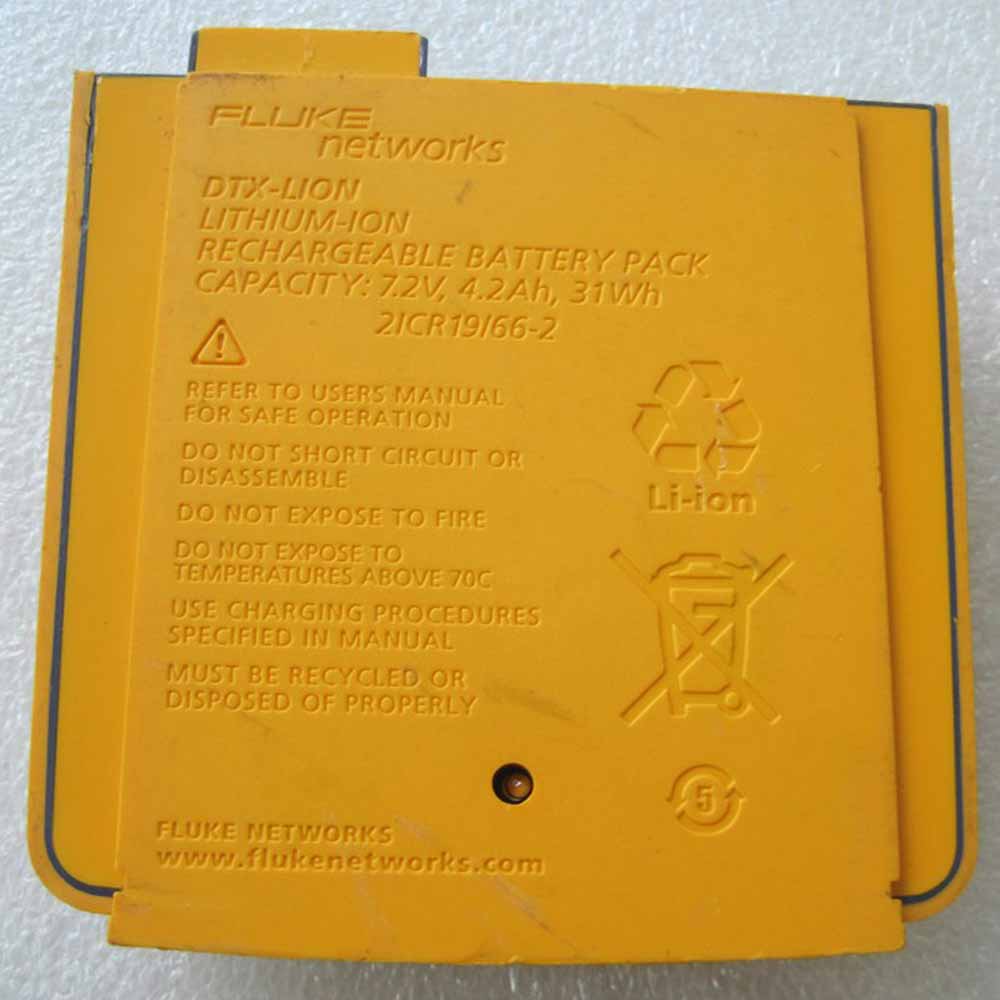 FLUKE
networks
DTX-LION
LITHIUM-ION
RECHARGEABLE BATTERY PACK
CAPACITY: 7.2V, 4.2Ah, 31Wh
2ICR19/66-2
REFER TO USERS MANUAL
FOR SAFE OPERATION
DO NOT SHORT CIRCUIT OR
DISASSEMBLE
DO NOT EXPOSE TO FIRE
DO NOT EXPOSE TO
TEMPERATURES ABOVE 70C
USE CHARGING PROCEDURES
SPECIFIED IN MANUAL
MUST BE RECYCLED OR
DISPOSED OF PROPERLY
Li-ion
5
FLUKE NETWORKS
www.flukenetworks.com